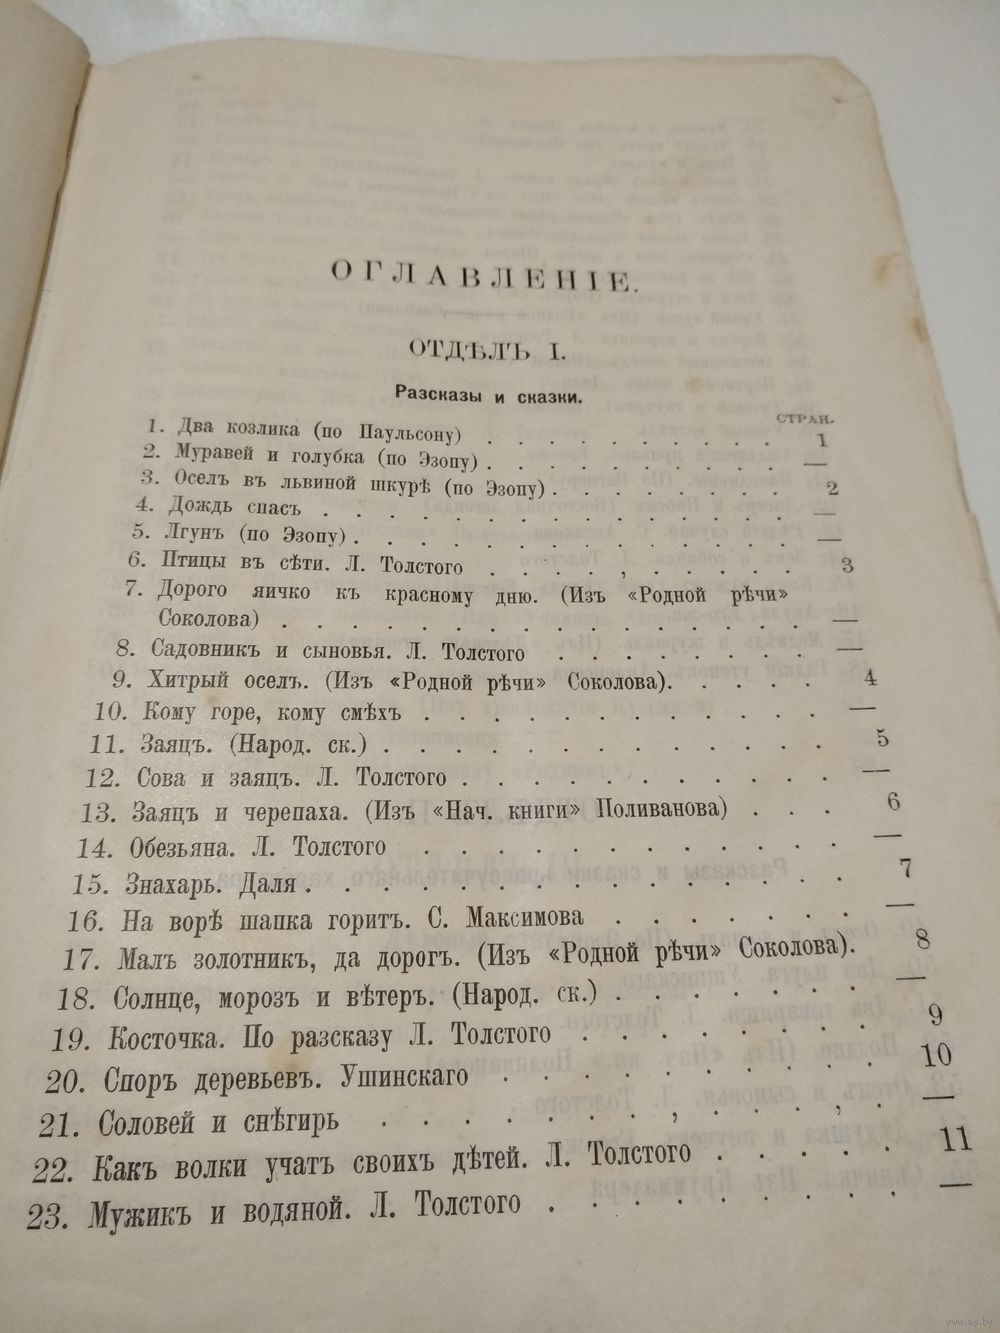 ОГЛАВЛЕНІЕ.
ОТДѢЛЪ I.
Разсказы и сказки.
СТРАН.
1. Два козлика (по Паульсону) . . . . . . . . . . 1
2. Муравей и голубка (по Эзопу) . . . . . . . . . . —
3. Оселъ въ львиной шкурѣ (по Эзопу) . . . . . . . . 2
4. Дождь спасъ . . . . . . . . . . . . . . —
5. Лгунъ (по Эзопу) . . . . . . . . . . . . . —
6. Птицы въ сѣти. Л. Толстого . . . . , . . . . . 3
7. Дорого яичко къ красному дню. (Изъ «Родной рѣчи»
Соколова) . . . . . . . . . . . . . . . —
8. Садовникъ и сыновья. Л. Толстого . . . . . . . . —
9. Хитрый оселъ. (Изъ «Родной рѣчи» Соколова). . . . . 4
10. Кому горе, кому смѣхъ . . . . . . . . . . . —
11. Заяцъ. (Народ. ск.) . . . . . . . . . . . . 5
12. Сова и заяцъ. Л. Толстого . . . . . . . . . . —
13. Заяцъ и черепаха. (Изъ «Нач. книги» Поливанова) . . . 6
14. Обезьяна. Л. Толстого . . . . . . . . . . . —
15. Знахарь. Даля . . . . . . . . . . . . . . 7
16. На ворѣ шапка горитъ. С. Максимова . . . . . . . —
17. Малъ золотникъ, да дорогъ. (Изъ «Родной рѣчи» Соколова). 8
18. Солнце, морозъ и вѣтеръ. (Народ. ск.) . . . . . . . —
19. Косточка. По разсказу Л. Толстого . . . . . . . . 9
20. Споръ деревьевъ. Ушинскаго . . . . . . . . . . 10
21. Соловей и снѣгирь . . . . . . , . . . , . —
22. Какъ волки учатъ своихъ дѣтей. Л. Толстого . . . . . 11
23. Мужикъ и водяной. Л. Толстого . . . . . . . . . —
www.ay.by